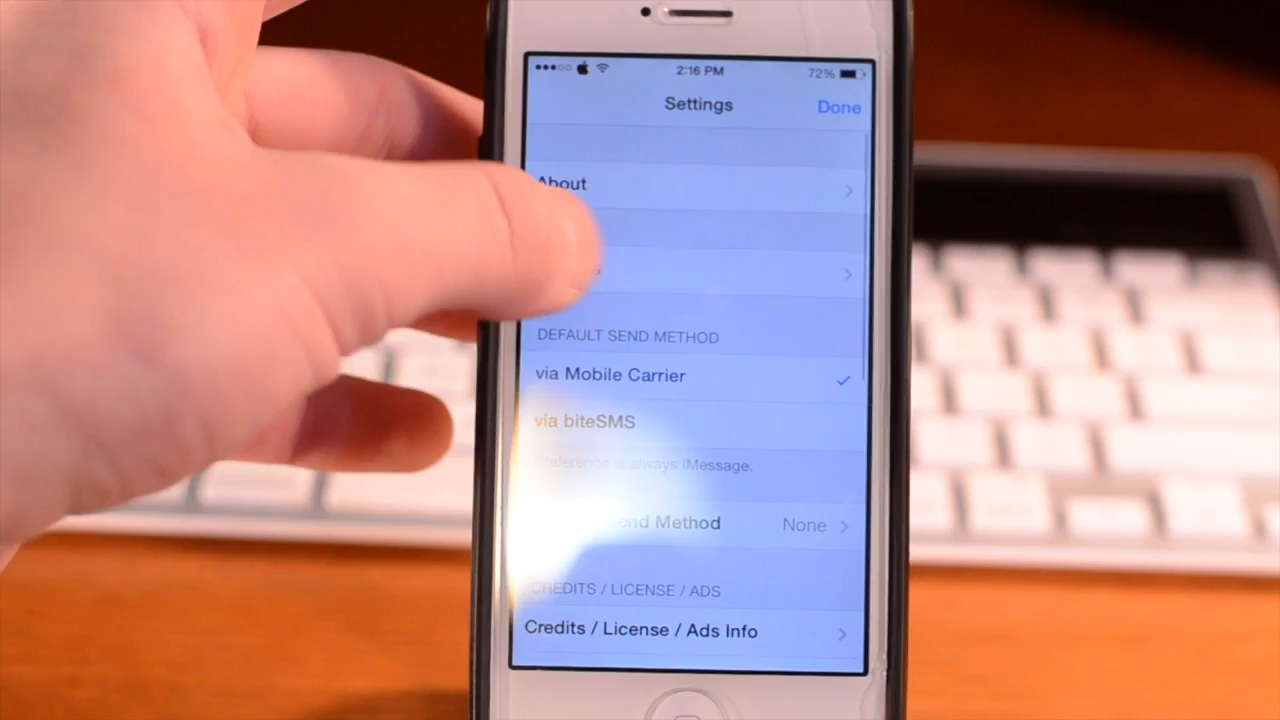 2:16 PM
72%
Settings
Done
About
DEFAULT SEND METHOD
via Mobile Carrier
via biteSMS
Preference is always iMessage.
Send Method
None
CREDITS / LICENSE / ADS
Credits / License / Ads Info